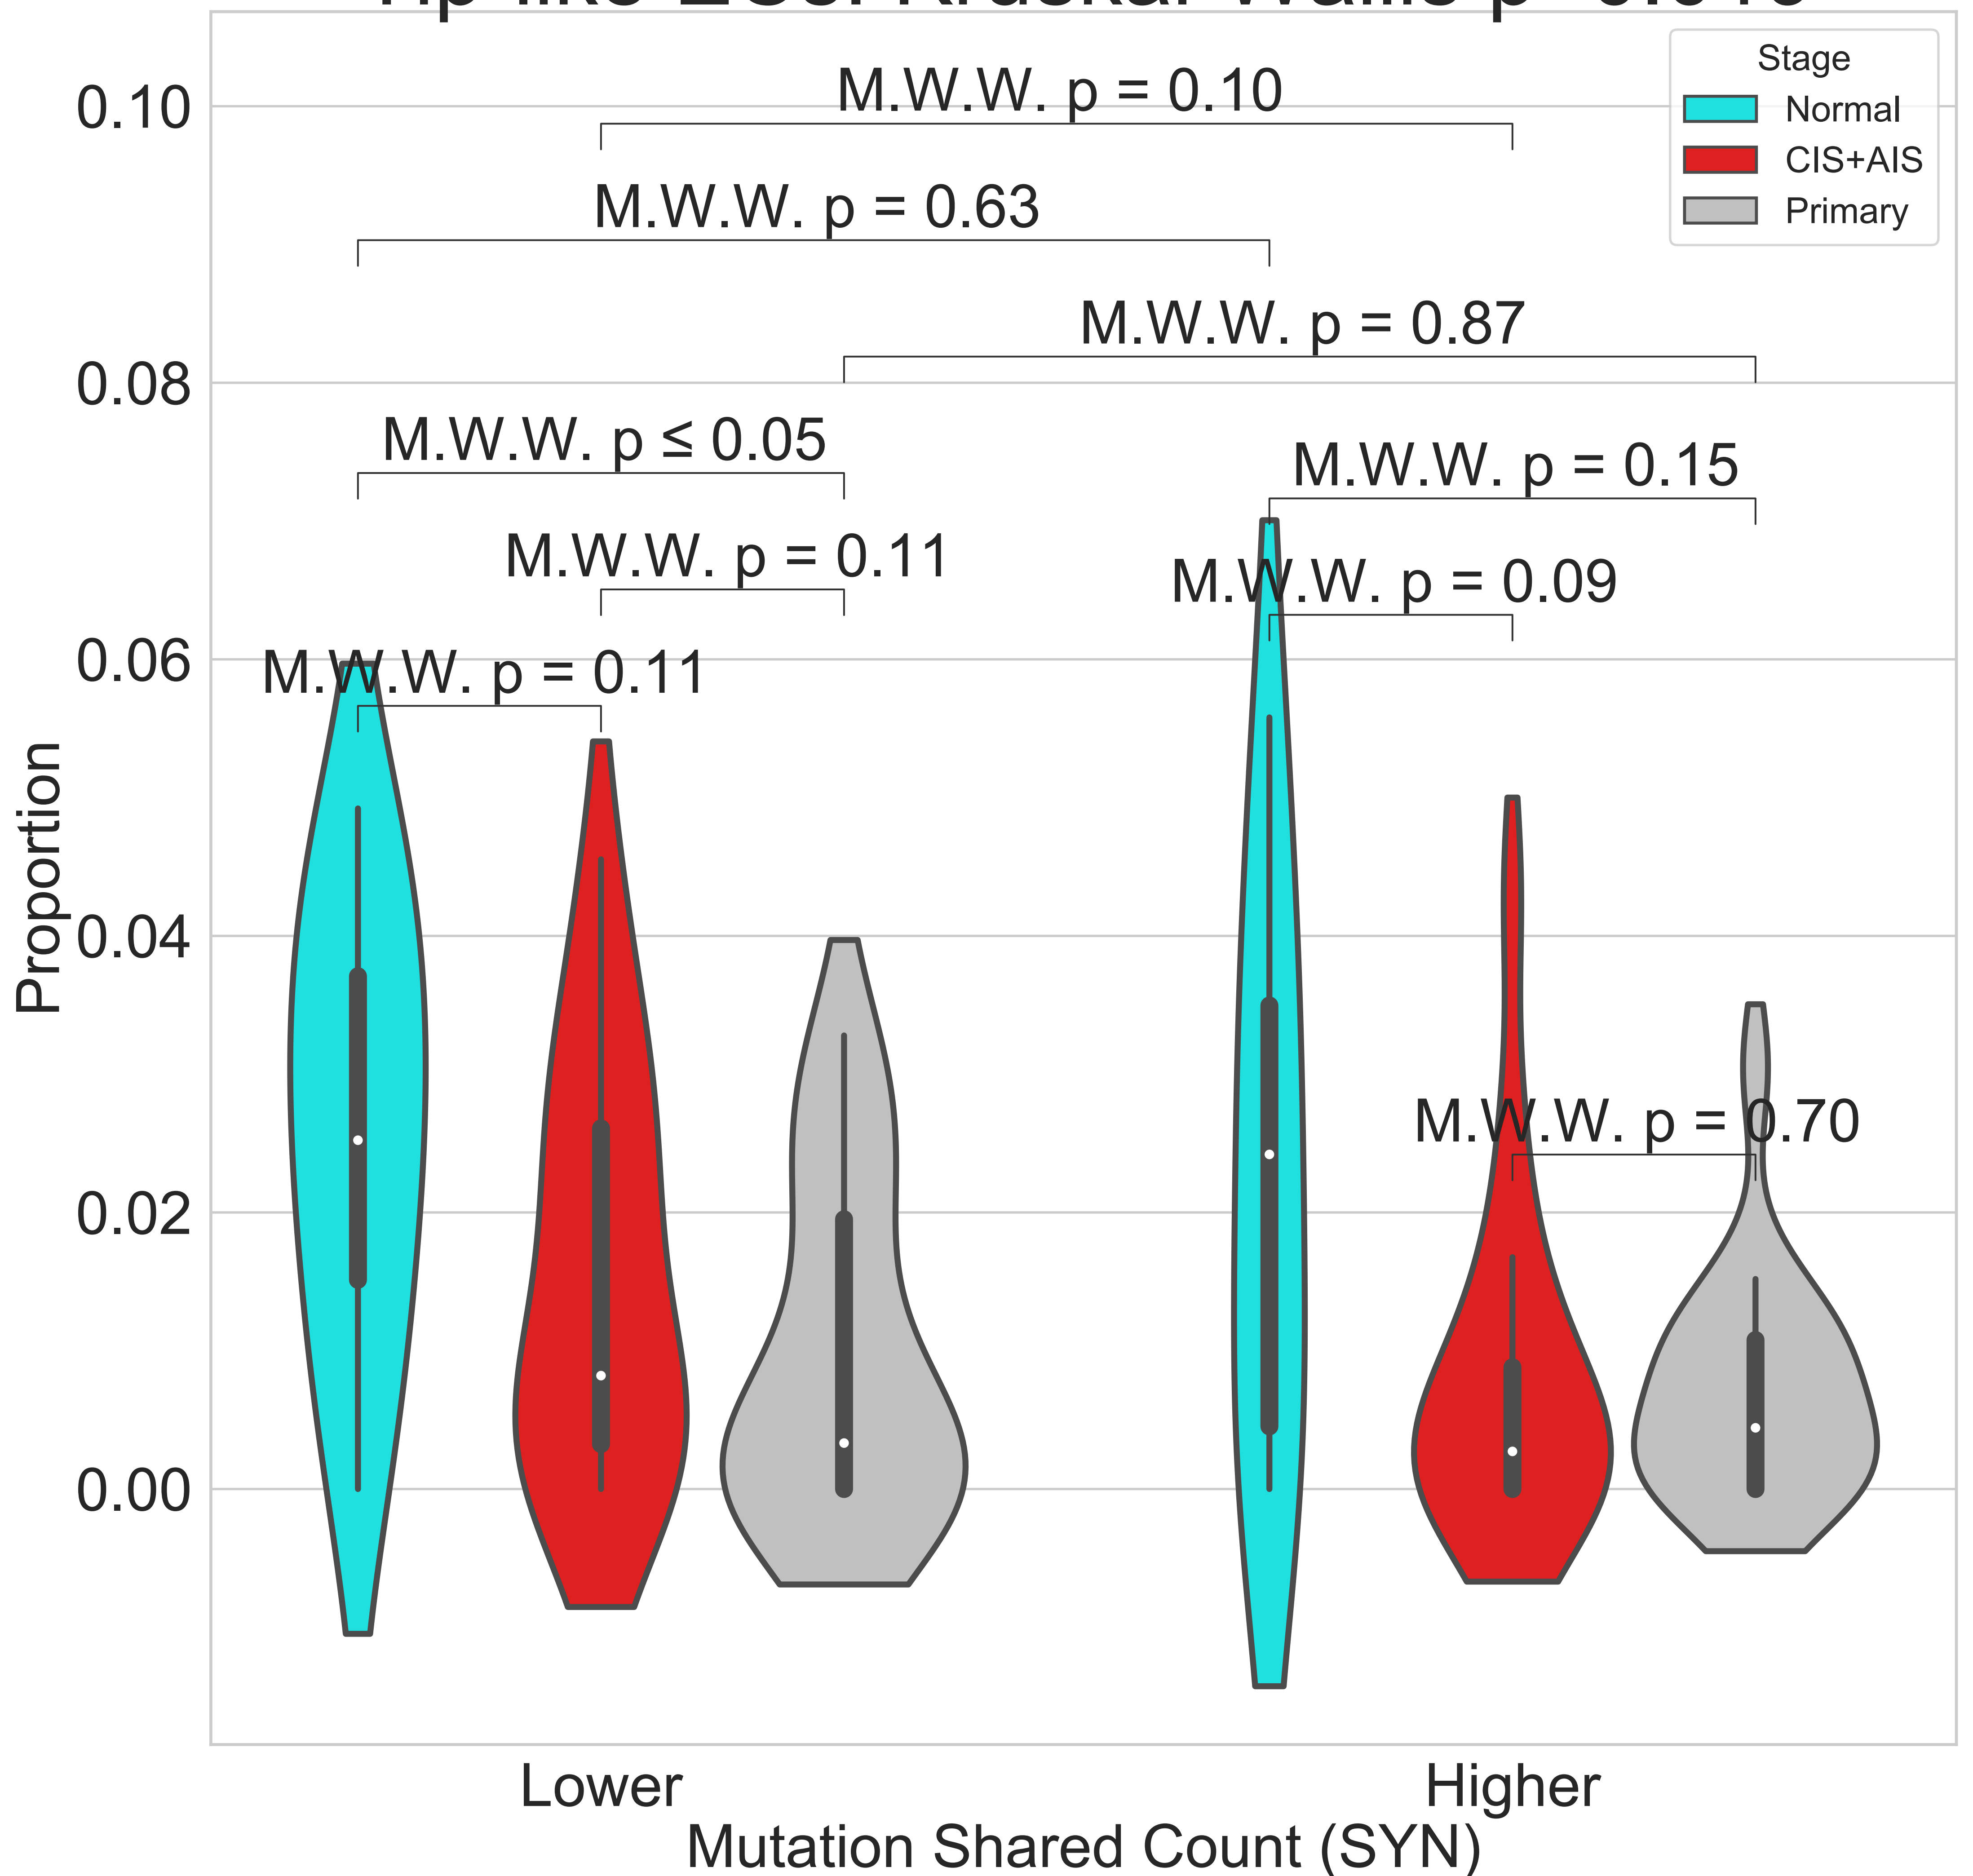 Stage
Normal
CIS+AIS
Primary
M.W.W. p = 0.10
M.W.W. p = 0.63
M.W.W. p = 0.87
M.W.W. p ≤ 0.05
M.W.W. p = 0.15
M.W.W. p = 0.11
M.W.W. p = 0.09
M.W.W. p = 0.11
M.W.W. p = 0.70
0.10
0.08
0.06
0.04
0.02
0.00
Proportion
Lower
Higher
Mutation Shared Count (SYN)